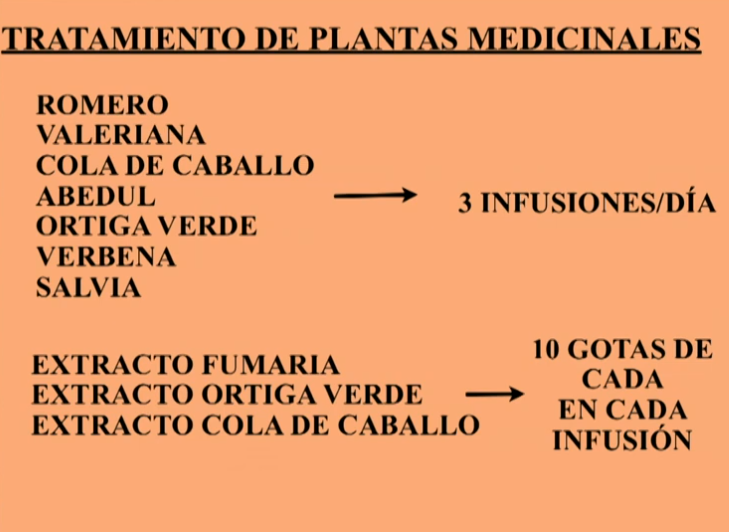 TRATAMIENTO DE PLANTAS MEDICINALES
ROMERO
VALERIANA
COLA DE CABALLO
ABEDUL
ORTIGA VERDE
VERBENA
SALVIA
3 INFUSIONES/DÍA
EXTRACTO FUMARIA
EXTRACTO ORTIGA VERDE
EXTRACTO COLA DE CABALLO
10 GOTAS DE
CADA
EN CADA
INFUSIÓN